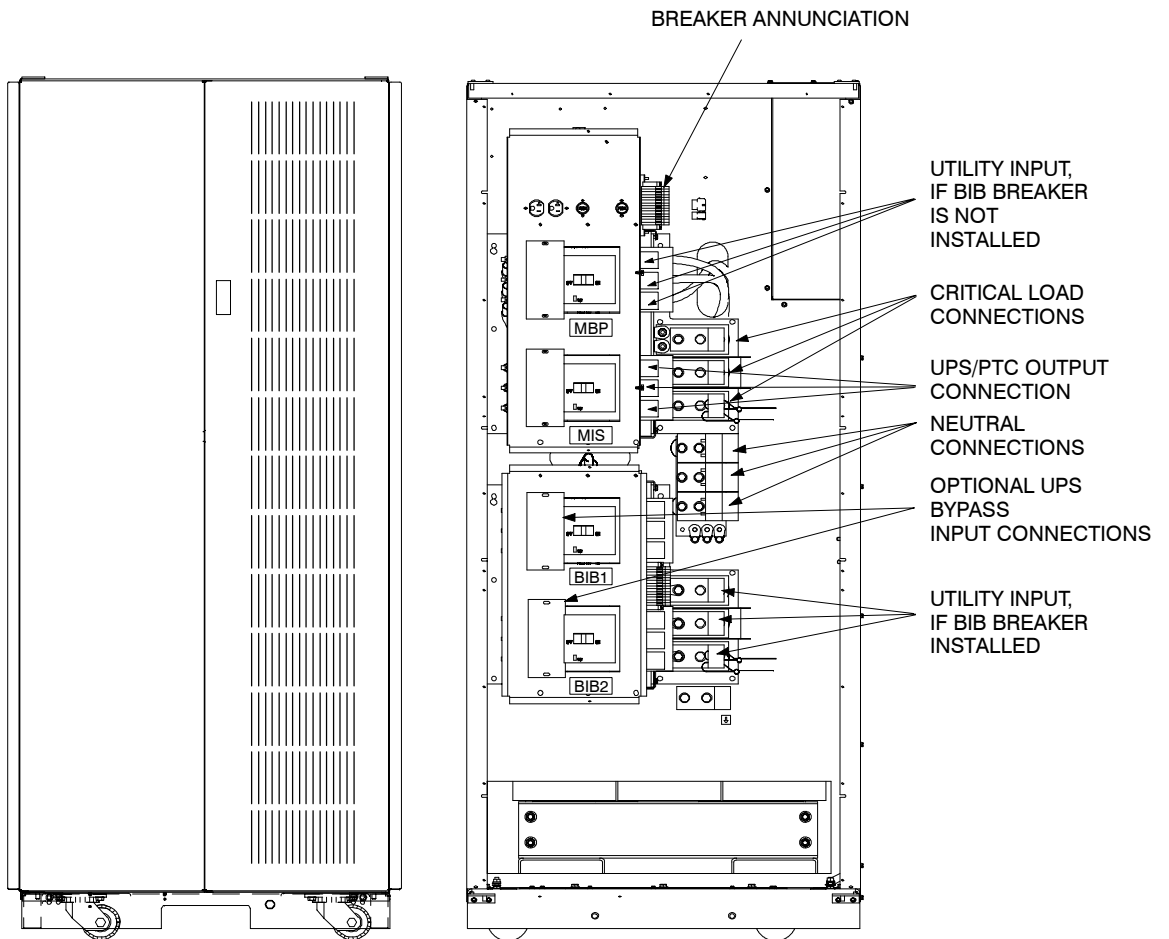 BREAKER ANNUNCIATION
UTILITY INPUT,
IF BIB BREAKER
IS NOT
INSTALLED
CRITICAL LOAD
CONNECTIONS
MBP
UPS/PTC OUTPUT
CONNECTION
MIS
NEUTRAL
CONNECTIONS
OPTIONAL UPS
BYPASS
INPUT CONNECTIONS
BIB1
UTILITY INPUT,
IF BIB BREAKER
INSTALLED
BIB2